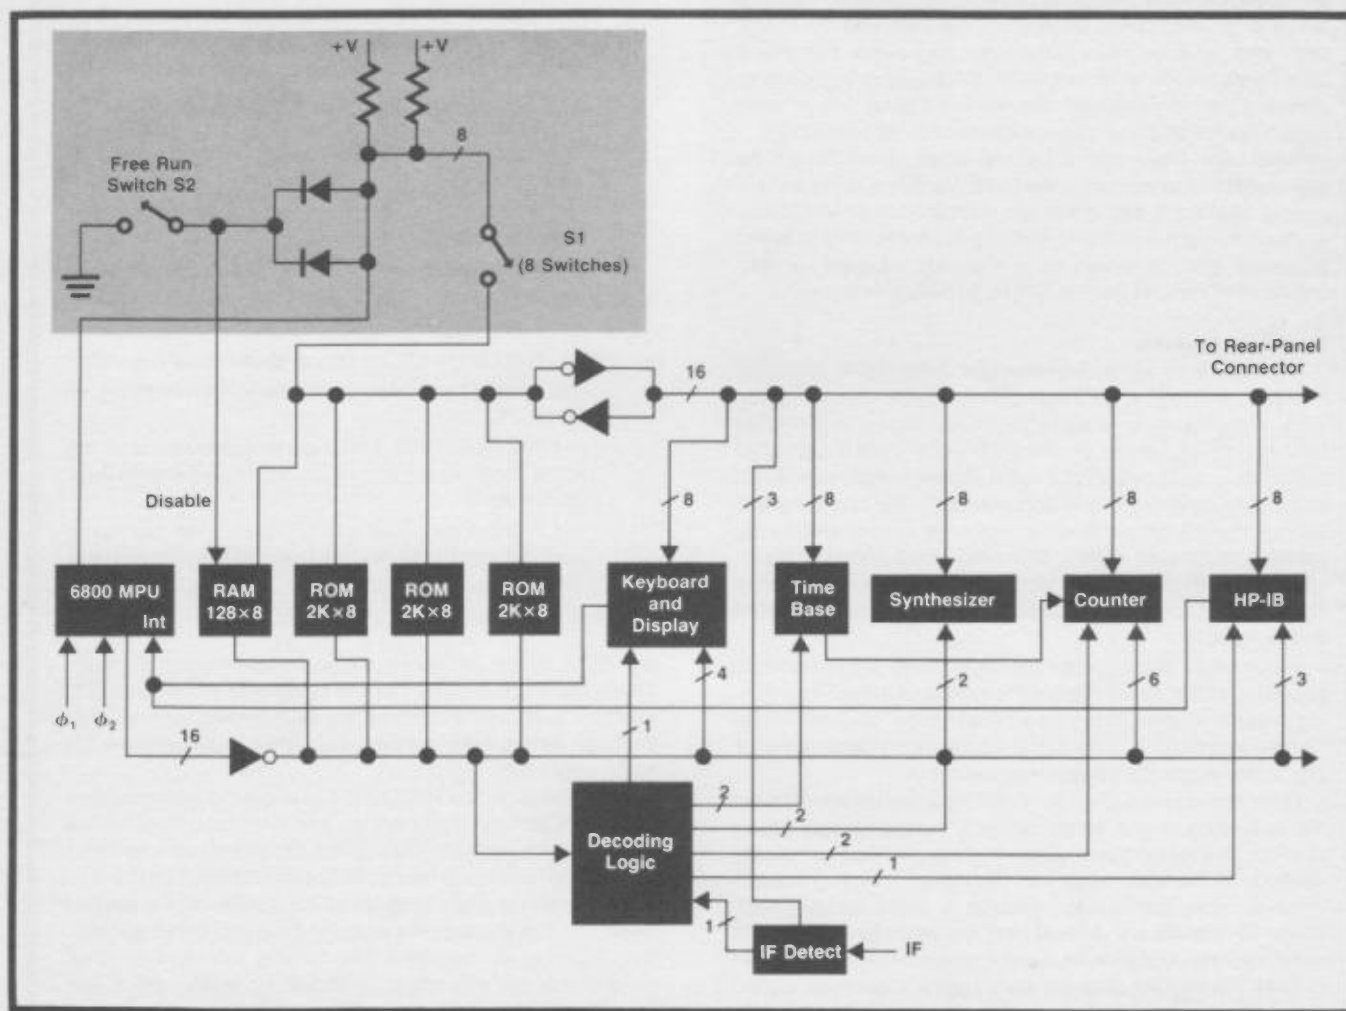 +V
+V
8
Free Run
Switch S2
S1
(8 Switches)
To Rear-Panel
Connector
16
Disable
8
3
8
8
8
8
6800 MPU
Int
RAM
128×8
ROM
2K×8
ROM
2K×8
ROM
2K×8
Keyboard
and
Display
Time
Base
Synthesizer
Counter
HP-IB
ϕ1
ϕ2
16
1
4
2
6
3
Decoding
Logic
2
2
2
1
1
IF Detect
IF